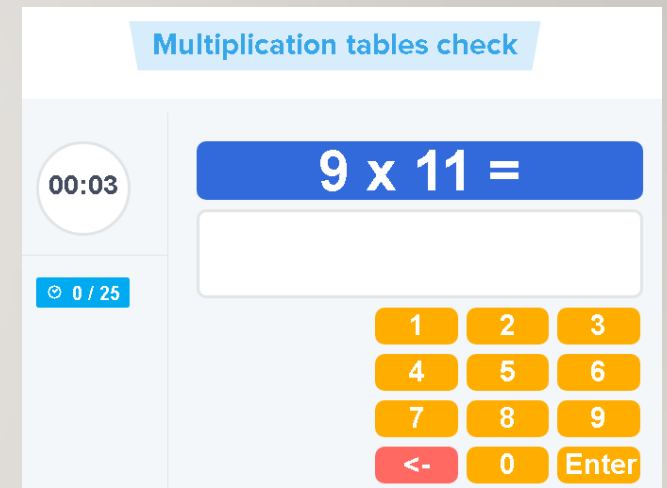 Multiplication tables check
00:03
9 x 11 =
0 / 25
1 2 3
4 5 6
7 8 9
<- 0 Enter